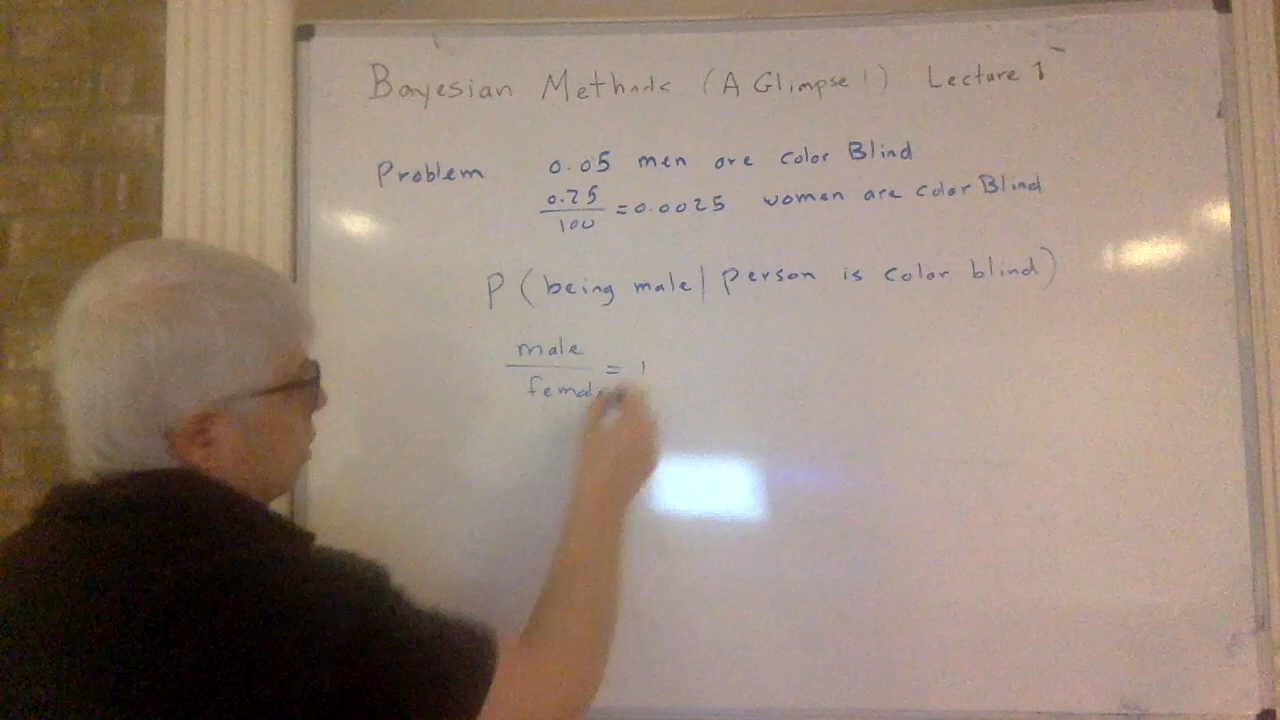 Bayesian Methods (A Glimpse!) Lecture 1
Problem 0.05 men are color Blind
0.25
100
=0.0025 women are color Blind
P(being male| person is color blind)
male
= 1